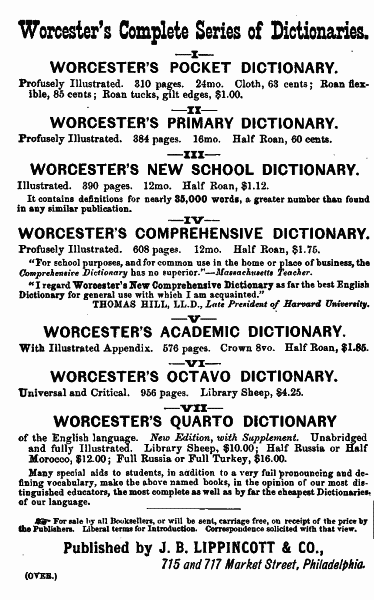 Worcester's Complete Series of Dictionaries.
—I—
WORCESTER'S POCKET DICTIONARY.
Profusely Illustrated. 310 pages. 24mo. Cloth, 63 cents; Roan flex-
ible, 85 cents; Roan tucks, gilt edges, $1.00.
—II—
WORCESTER'S PRIMARY DICTIONARY.
Profusely Illustrated. 384 pages. 16mo. Half Roan, 60 cents.
—III—
WORCESTER'S NEW SCHOOL DICTIONARY.
Illustrated. 390 pages. 12mo. Half Roan, $1.12.
It contains definitions for nearly 35,000 words, a greater number than found
in any similar publication.
—IV—
WORCESTER'S COMPREHENSIVE DICTIONARY.
Profusely Illustrated. 608 pages. 12mo. Half Roan, $1.75.
"For school purposes, and for common use in the home or place of business, the
Comprehensive Dictionary has no superior."—Massachusetts Teacher.
"I regard Worcester's New Comprehensive Dictionary as far the best English
Dictionary for general use with which I am acquainted."
THOMAS HILL, LL.D., Late President of Harvard University.
—V—
WORCESTER'S ACADEMIC DICTIONARY.
With Illustrated Appendix. 576 pages. Crown 8vo. Half Roan, $1.85.
—VI—
WORCESTER'S OCTAVO DICTIONARY.
Universal and Critical. 956 pages. Library Sheep, $4.25.
—VII—
WORCESTER'S QUARTO DICTIONARY
of the English language. New Edition, with Supplement. Unabridged
and fully Illustrated. Library Sheep, $10.00; Half Russia or Half
Morocco, $12.00; Full Russia or Full Turkey, $16.00.
Many special aids to students, in addition to a very full pronouncing and de-
fining vocabulary, make the above named books, in the opinion of our most dis-
tinguished educators, the most complete as well as by far the cheapest Dictionaries
of our language.
☞ For sale by all Booksellers, or will be sent, carriage free, on receipt of the price by
the Publishers. Liberal terms for Introduction. Correspondence solicited with that view.
Published by J. B. LIPPINCOTT & CO.,
715 and 717 Market Street, Philadelphia.
(OVER.)